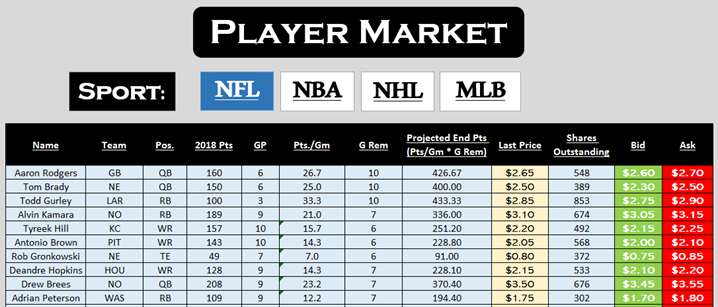 PLAYER MARKET
SPORT: NFL NBA NHL MLB
Name Team Pos. 2018 Pts GP Pts./Gm G Rem Projected End Pts (Pts/Gm * G Rem) Last Price Shares Outstanding Bid Ask
Aaron Rodgers GB QB 160 6 26.7 10 426.67 $2.65 548 $2.60 $2.70
Tom Brady NE QB 150 6 25.0 10 400.00 $2.50 389 $2.30 $2.50
Todd Gurley LAR RB 100 3 33.3 10 433.33 $2.85 853 $2.75 $2.90
Alvin Kamara NO RB 189 9 21.0 7 336.00 $3.10 674 $3.05 $3.15
Tyreek Hill KC WR 157 10 15.7 6 251.20 $2.20 492 $2.15 $2.25
Antonio Brown PIT WR 143 10 14.3 6 228.80 $2.05 568 $2.00 $2.10
Rob Gronkowski NE TE 49 7 7.0 6 91.00 $0.80 372 $0.75 $0.85
Deandre Hopkins HOU WR 128 9 14.3 7 228.10 $2.15 533 $2.10 $2.20
Drew Brees NO QB 208 9 23.2 7 370.40 $3.50 676 $3.45 $3.55
Adrian Peterson WAS RB 109 9 12.2 7 194.40 $1.75 302 $1.70 $1.80